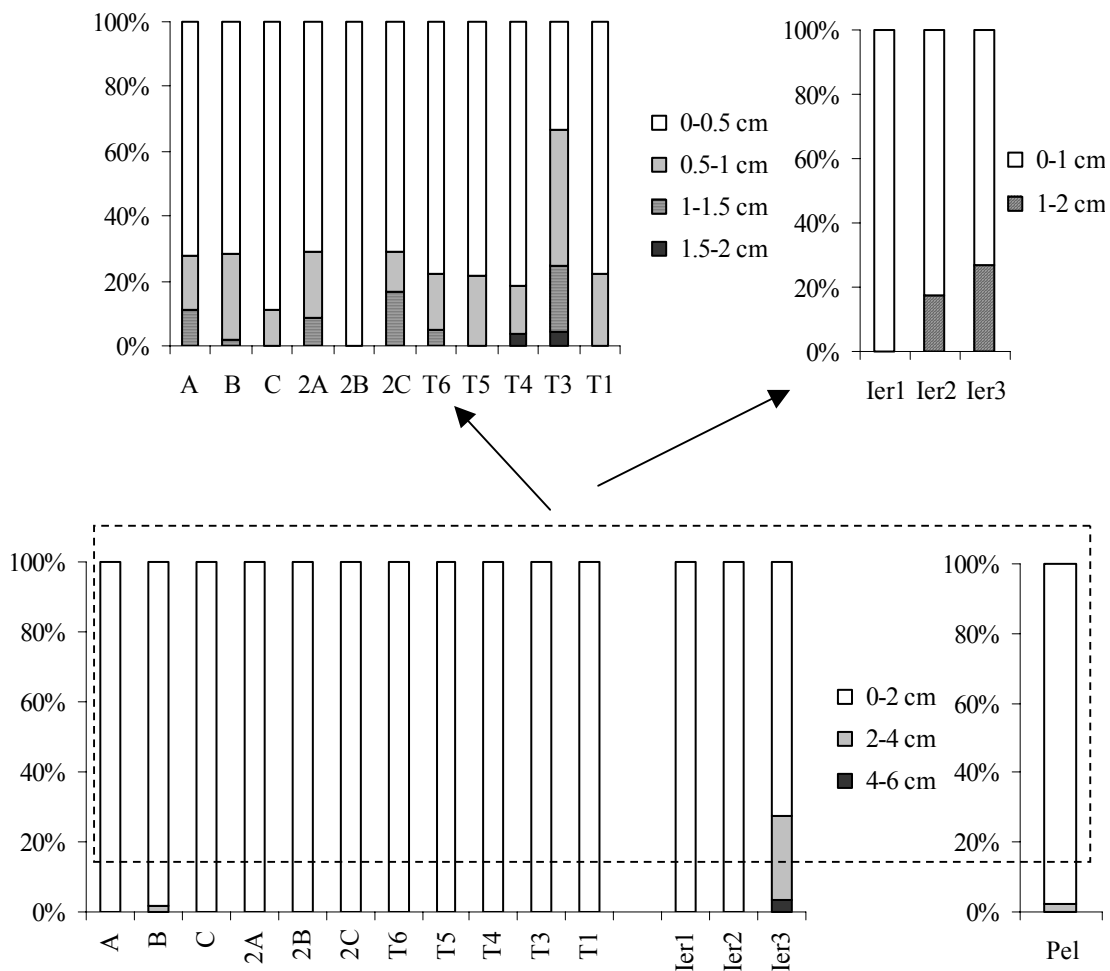 100%
80%
60%
40%
20%
0%
A B C 2A 2B 2C T6 T5 T4 T3 T1
0-0.5 cm
0.5-1 cm
1-1.5 cm
1.5-2 cm
100%
80%
60%
40%
20%
0%
Ier1 Ier2 Ier3
0-1 cm
1-2 cm
100%
80%
60%
40%
20%
0%
A B C 2A 2B 2C T6 T5 T4 T3 T1 Ier1 Ier2 Ier3
0-2 cm
2-4 cm
4-6 cm
100%
80%
60%
40%
20%
0%
Pel